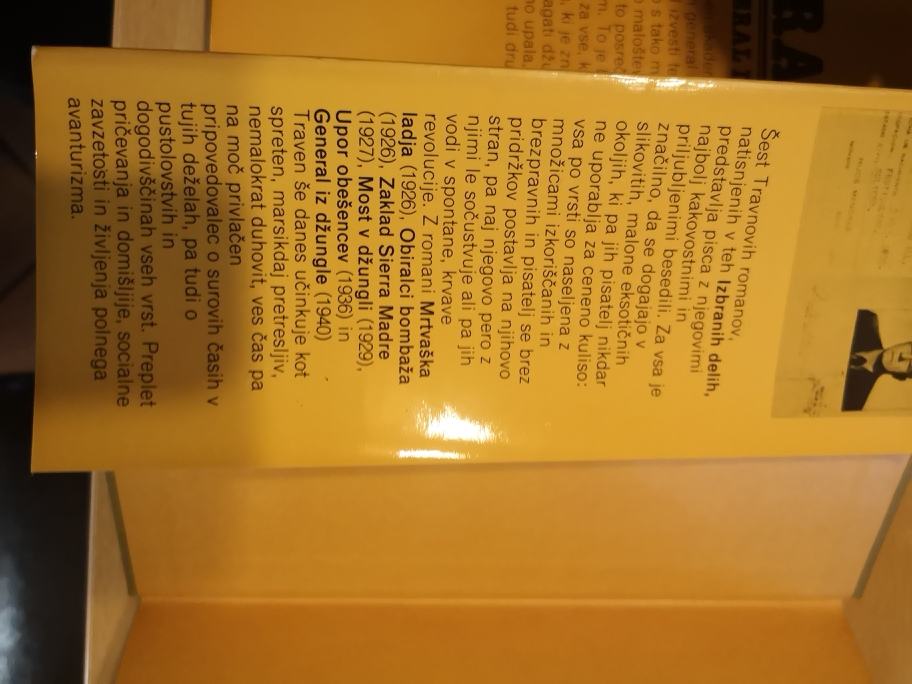 Šest Travnovih romanov,
natisnjenih v teh Izbranih delih,
predstavlja pisca z njegovimi
najbolj kakovostnimi in
priljubljenimi besedili. Za vsa je
značilno, da se dogajajo v
slikovitih, malone eksotičnih
okoljih, ki pa jih pisatelj nikdar
ne uporablja za ceneno kuliso:
vsa po vrsti so naseljena z
množicami izkoriščanih in
brezpravnih in pisatelj se brez
pridržkov postavlja na njihovo
stran, pa naj njegovo pero z
njimi le sočustvuje ali pa jih
vodi v spontane, krvave
revolucije. Z romani Mrtvaška
ladja (1926), Obiralci bombaža
(1926), Zaklad Sierra Madre
(1927), Most v džungli (1929),
Upor obešencev (1936) in
General iz džungle (1940)
Traven še danes učinkuje kot
spreten, marsikdaj pretresljiv,
nemalokrat duhovit, ves čas pa
na moč privlačen
pripovedovalec o surovih časih v
tujih deželah, pa tudi o
pustolovstvih in
dogodivščinah vseh vrst. Preplet
pričevanja in domišljije, socialne
zavzetosti in življenja polnega
avanturizma.